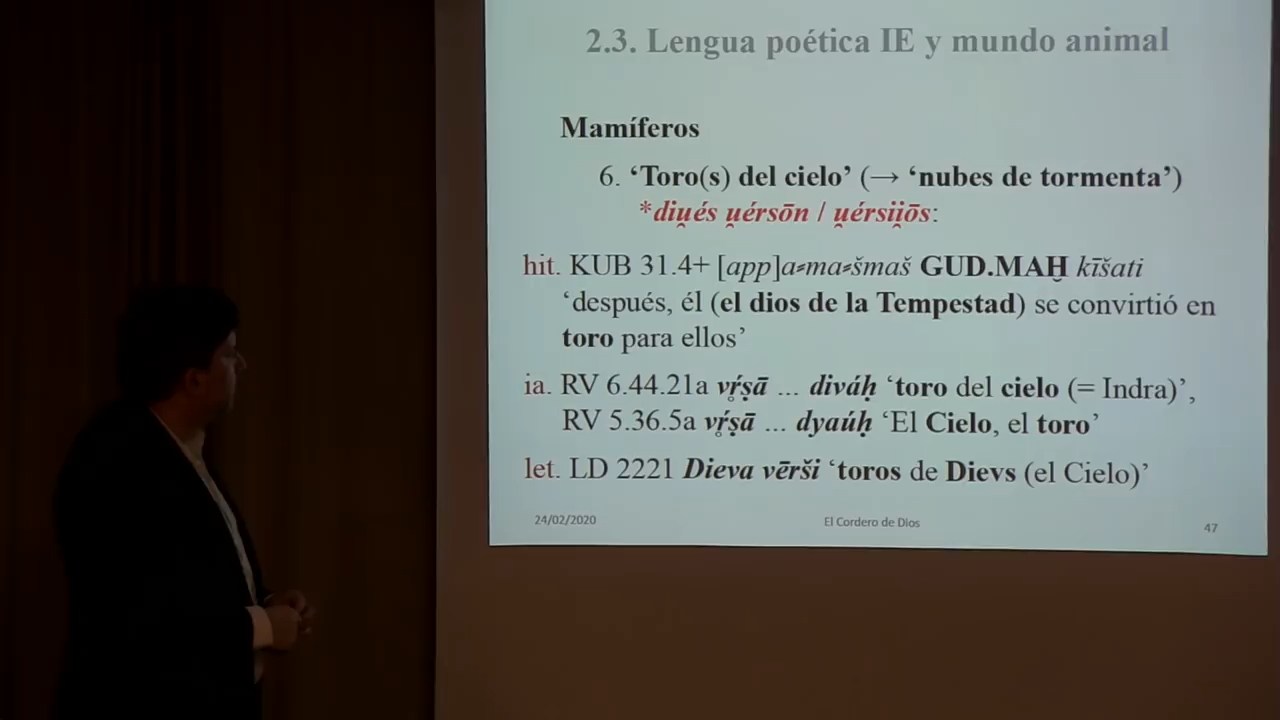 2.3. Lengua poética IE y mundo animal
Mamíferos
6. ‘Toro(s) del cielo’ (→ ‘nubes de tormenta’)
*diu̯és u̯érsōn / u̯érsii̯ōs:
hit. KUB 31.4+ [app]a⸗ma⸗šmaš GUD.MAḪ kīšati
‘después, él (el dios de la Tempestad) se convirtió en
toro para ellos’
ia. RV 6.44.21a vŕ̥ṣā ... diváḥ ‘toro del cielo (= Indra)’,
RV 5.36.5a vŕ̥ṣā ... dyaúḥ ‘El Cielo, el toro’
let. LD 2221 Dieva vērši ‘toros de Dievs (el Cielo)’
24/02/2020 El Cordero de Dios 47